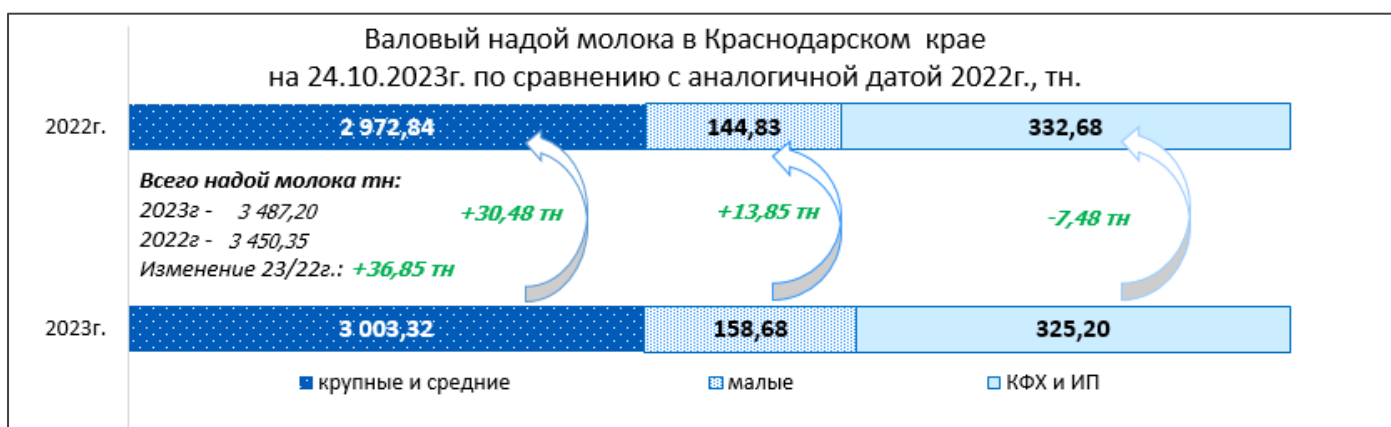 Валовый надой молока в Краснодарском крае
на 24.10.2023г. по сравнению с аналогичной датой 2022г., тн.
2022г.
2 972,84
144,83
332,68
Всего надой молока тн:
2023г - 3 487,20
2022г - 3 450,35
Изменение 23/22г.: +36,85 тн
+30,48 тн
+13,85 тн
-7,48 тн
2023г.
3 003,32
158,68
325,20
крупные и средние
малые
КФХ и ИП